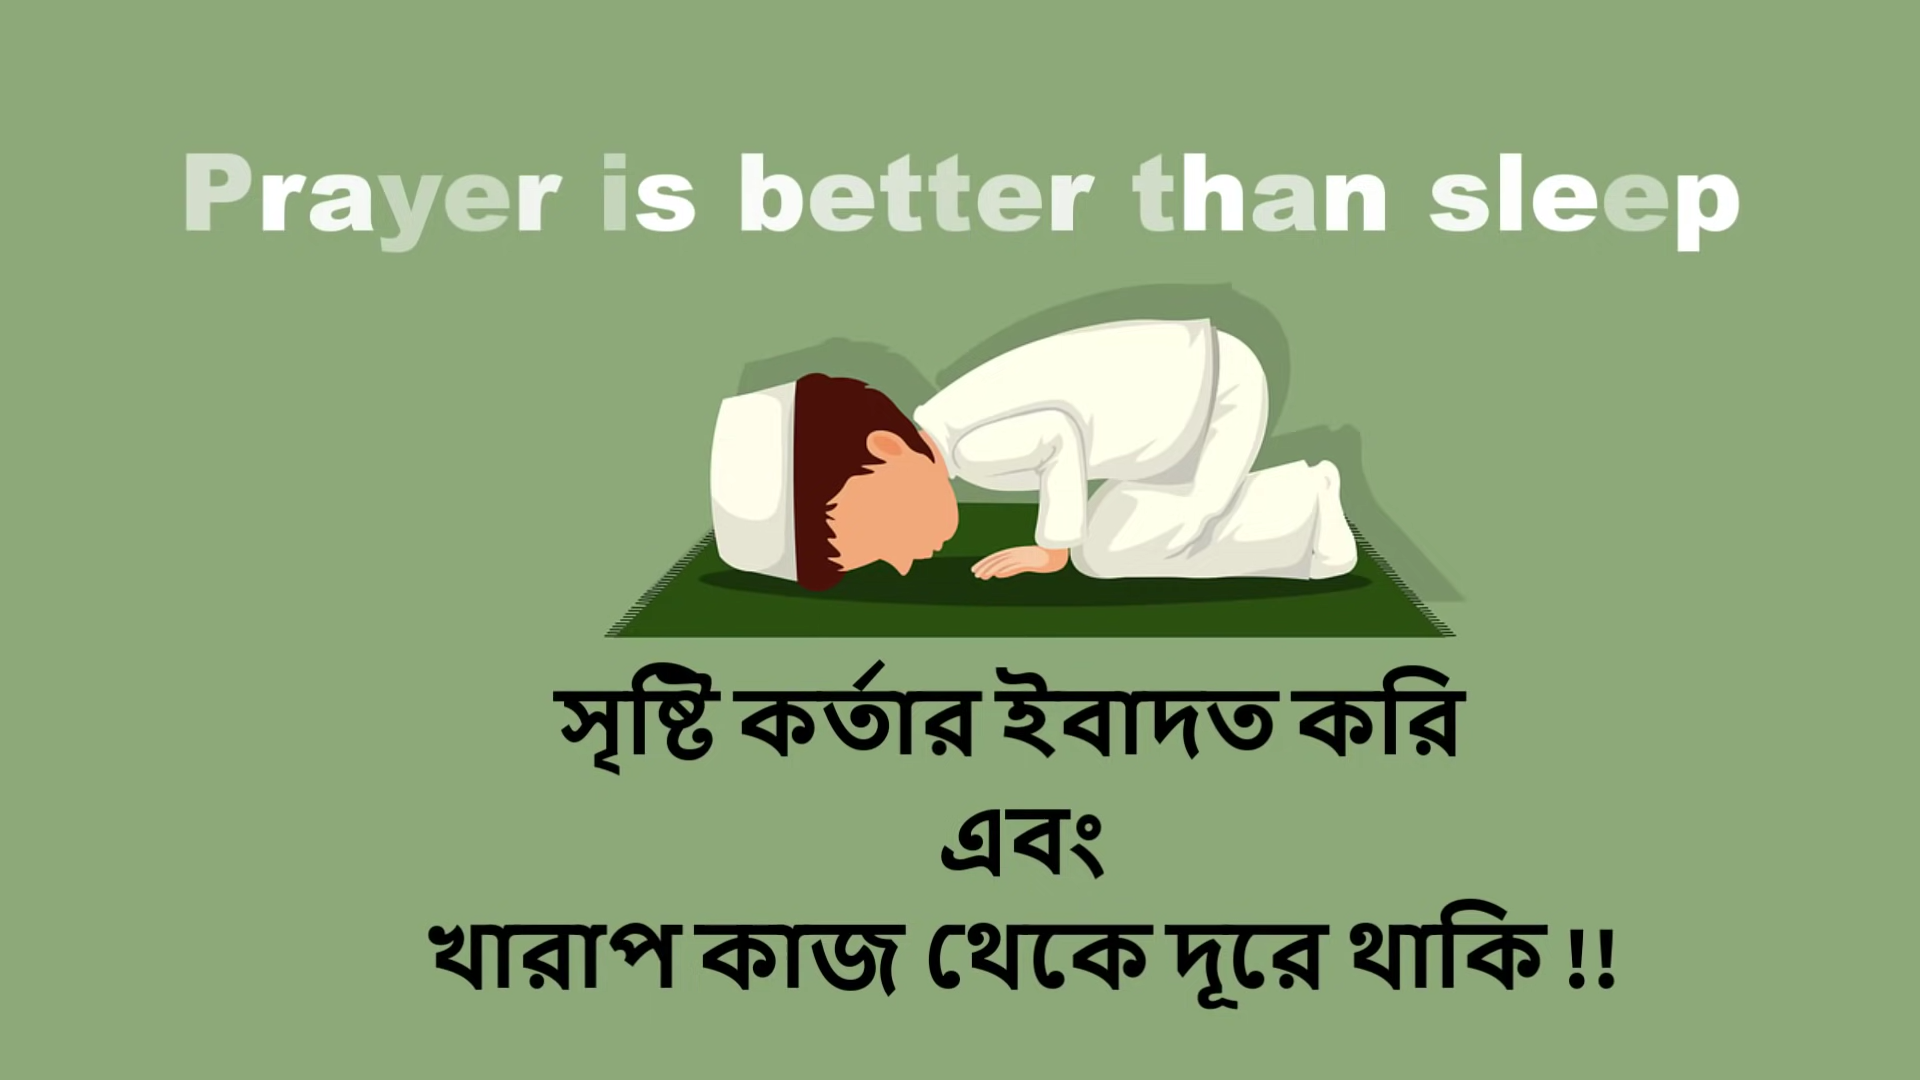 Prayer is better than sleep
সৃষ্টি কর্তার ইবাদত করি
এবং
খারাপ কাজ থেকে দূরে থাকি !!